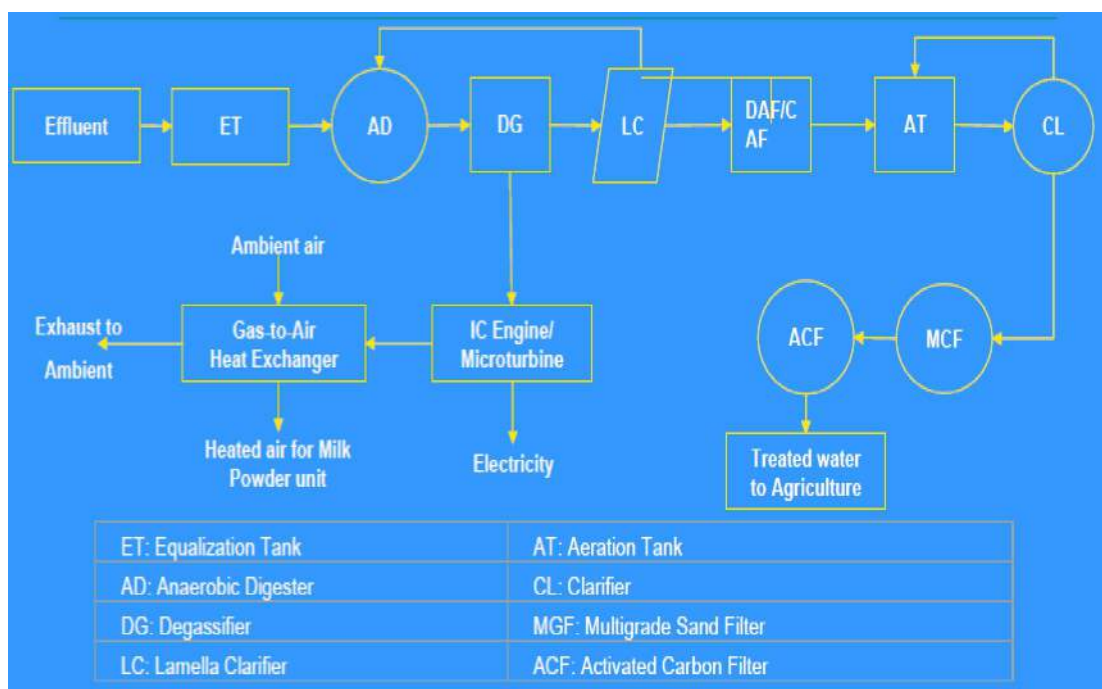 Effluent
ET
AD
DG
LC
DAF/C
AF
AT
CL
Ambient air
Exhaust to
Ambient
Gas-to-Air
Heat Exchanger
IC Engine/
Microturbine
ACF
MCF
Heated air for Milk
Powder unit
Electricity
Treated water
to Agriculture
ET: Equalization Tank
AT: Aeration Tank
AD: Anaerobic Digester
CL: Clarifier
DG: Degassifier
MGF: Multigrade Sand Filter
LC: Lamella Clarifier
ACF: Activated Carbon Filter